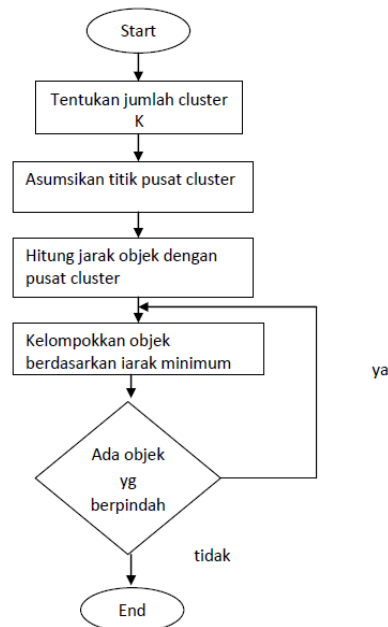 Start
Tentukan jumlah cluster
K
Asumsikan titik pusat cluster
Hitung jarak objek dengan
pusat cluster
Kelompokkan objek
berdasarkan iarak minimum
ya
Ada objek
yg
berpindah
tidak
End